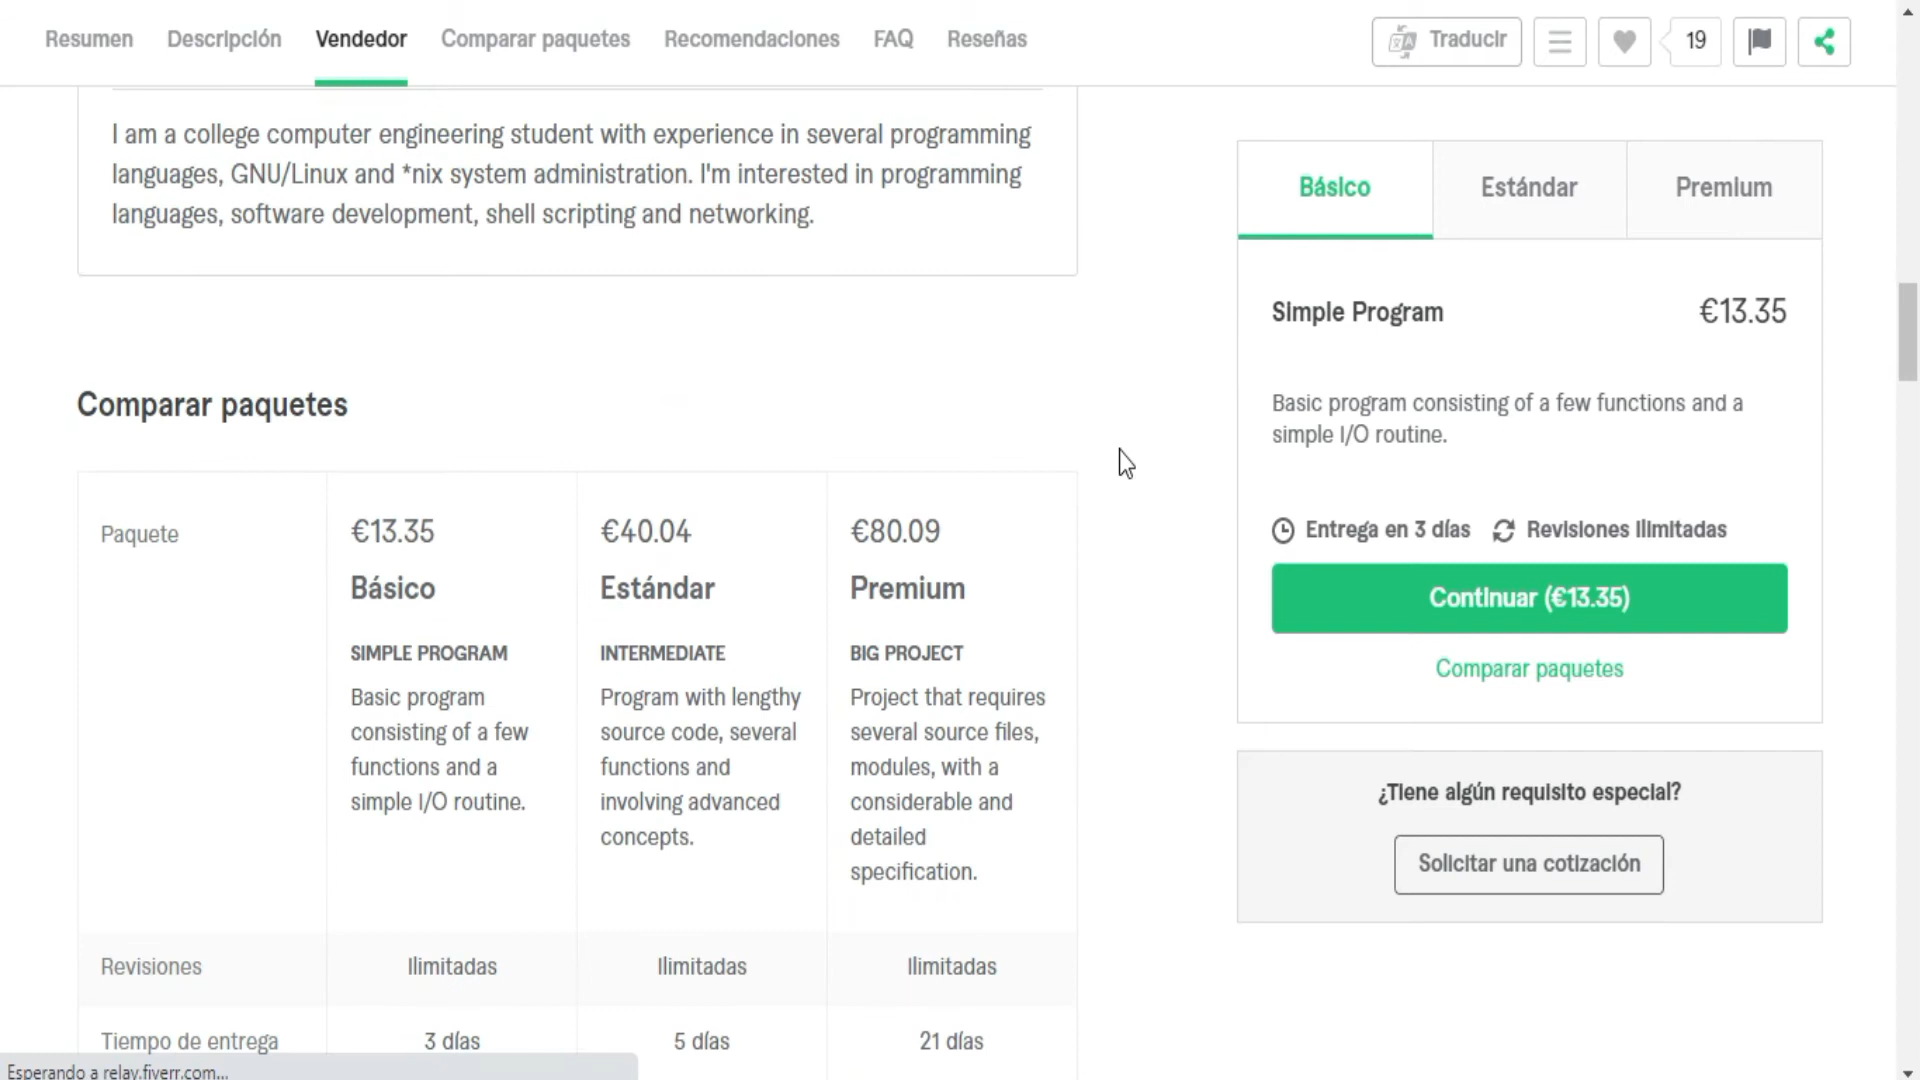 Resumen
Descripción
Vendedor
Comparar paquetes
Recomendaciones
FAQ
Reseñas
Traducir
19
I am a college computer engineering student with experience in several programming
languages, GNU/Linux and *nix system administration. I'm interested in programming
languages, software development, shell scripting and networking.
Comparar paquetes
Paquete
€13.35
Básico
SIMPLE PROGRAM
Basic program
consisting of a few
functions and a
simple I/O routine.
€40.04
Estándar
INTERMEDIATE
Program with lengthy
source code, several
functions and
involving advanced
concepts.
€80.09
Premium
BIG PROJECT
Project that requires
several source files,
modules, with a
considerable and
detailed
specification.
Revisiones
Ilimitadas
Ilimitadas
Ilimitadas
Tiempo de entrega
3 días
5 días
21 días
Básico
Estándar
Premium
Simple Program
€13.35
Basic program consisting of a few functions and a
simple I/O routine.
Entrega en 3 días
Revisiones Ilimitadas
Continuar (€13.35)
Comparar paquetes
¿Tiene algún requisito especial?
Solicitar una cotización
Esperando a relay.fiverr.com...